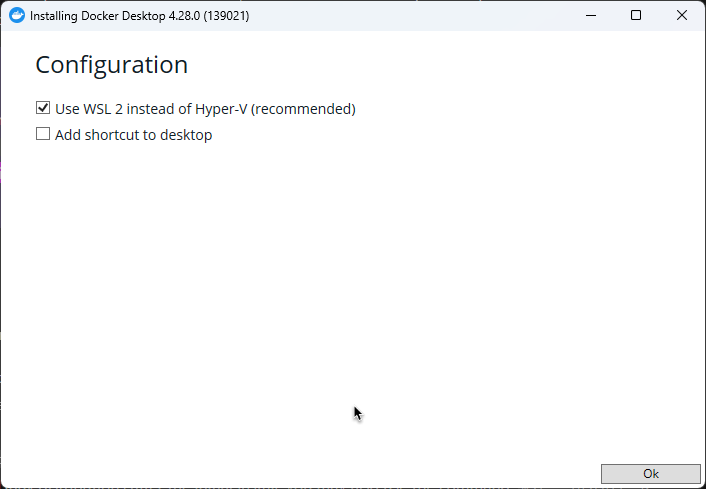 Installing Docker Desktop 4.28.0 (139021)
Configuration
Use WSL 2 instead of Hyper-V (recommended)
Add shortcut to desktop
Ok